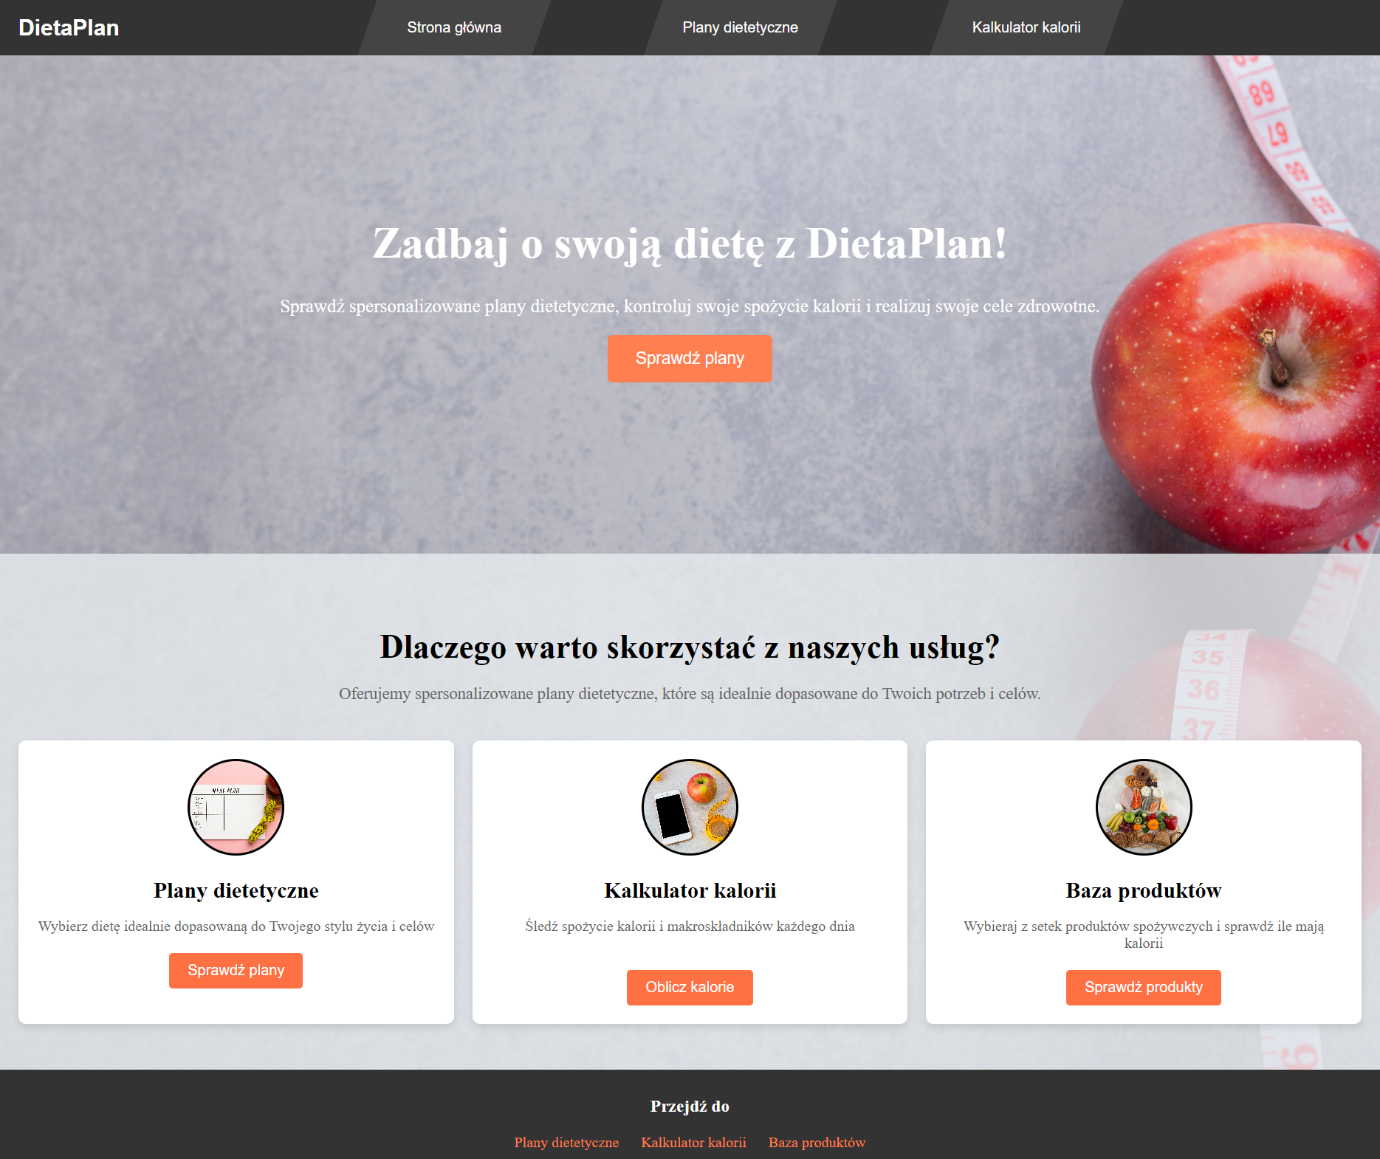 DietaPlan
Strona główna
Plany dietetyczne
Kalkulator kalorii
Zadbaj o swoją dietę z DietaPlan!
Sprawdź spersonalizowane plany dietetyczne, kontroluj swoje spożycie kalorii i realizuj swoje cele zdrowotne.
Sprawdź plany
Dlaczego warto skorzystać z naszych usług?
Oferujemy spersonalizowane plany dietetyczne, które są idealnie dopasowane do Twoich potrzeb i celów.
34
35
36
37
Plany dietetyczne
Wybierz dietę idealnie dopasowaną do Twojego stylu życia i celów
Sprawdź plany
Kalkulator kalorii
Śledź spożycie kalorii i makroskładników każdego dnia
Oblicz kalorie
Baza produktów
Wybieraj z setek produktów spożywczych i sprawdź ile mają
kalorii
Sprawdź produkty
Przejdź do
Plany dietetyczne
Kalkulator kalorii
Baza produktów